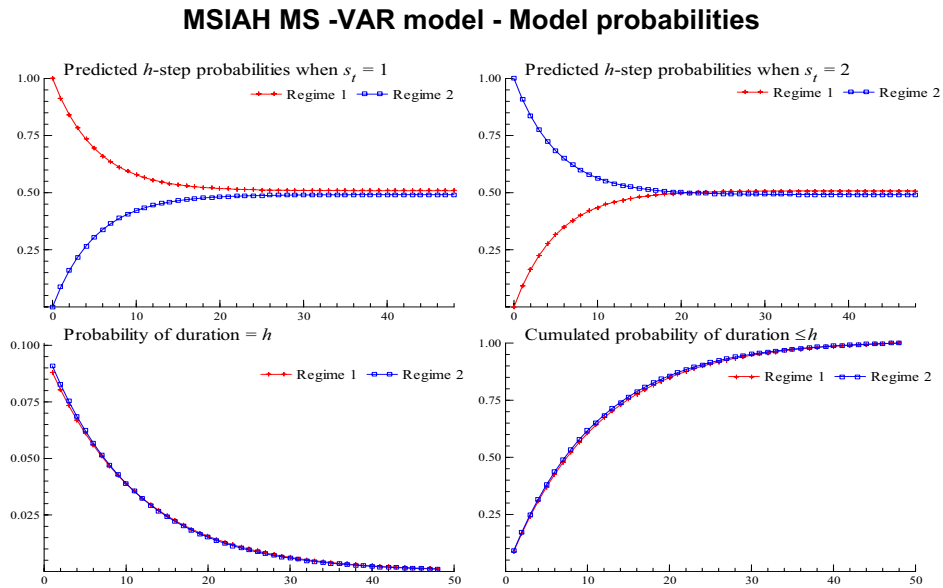 MSIAH MS -VAR model - Model probabilities
Predicted h-step probabilities when s_t = 1
1.00
0.75
0.50
0.25
Regime 1 Regime 2
0 10 20 30 40
Predicted h-step probabilities when s_t = 2
1.00
0.75
0.50
0.25
Regime 1 Regime 2
0 10 20 30 40
Probability of duration = h
0.100
0.075
0.050
0.025
Regime 1 Regime 2
0 10 20 30 40 50
Cumulated probability of duration ≤h
1.00
0.75
0.50
0.25
Regime 1 Regime 2
0 10 20 30 40 50